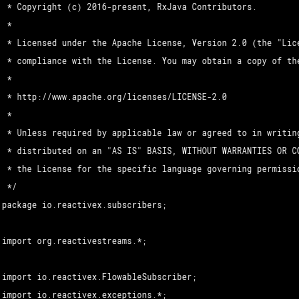 * Copyright (c) 2016-present, RxJava Contributors.
*
* Licensed under the Apache License, Version 2.0 (the
* compliance with the License. You may obtain a copy of the
*
* http://www.apache.org/licenses/LICENSE-2.0
*
* Unless required by applicable law or agreed to in writing
* distributed on an "AS IS" BASIS, WITHOUT WARRANTIES OR
* the License for the specific language governing
*/
package io.reactivex.subscribers;
import org.reactivestreams.*;
import io.reactivex.FlowableSubscriber;
import io.reactivex.exceptions.*;